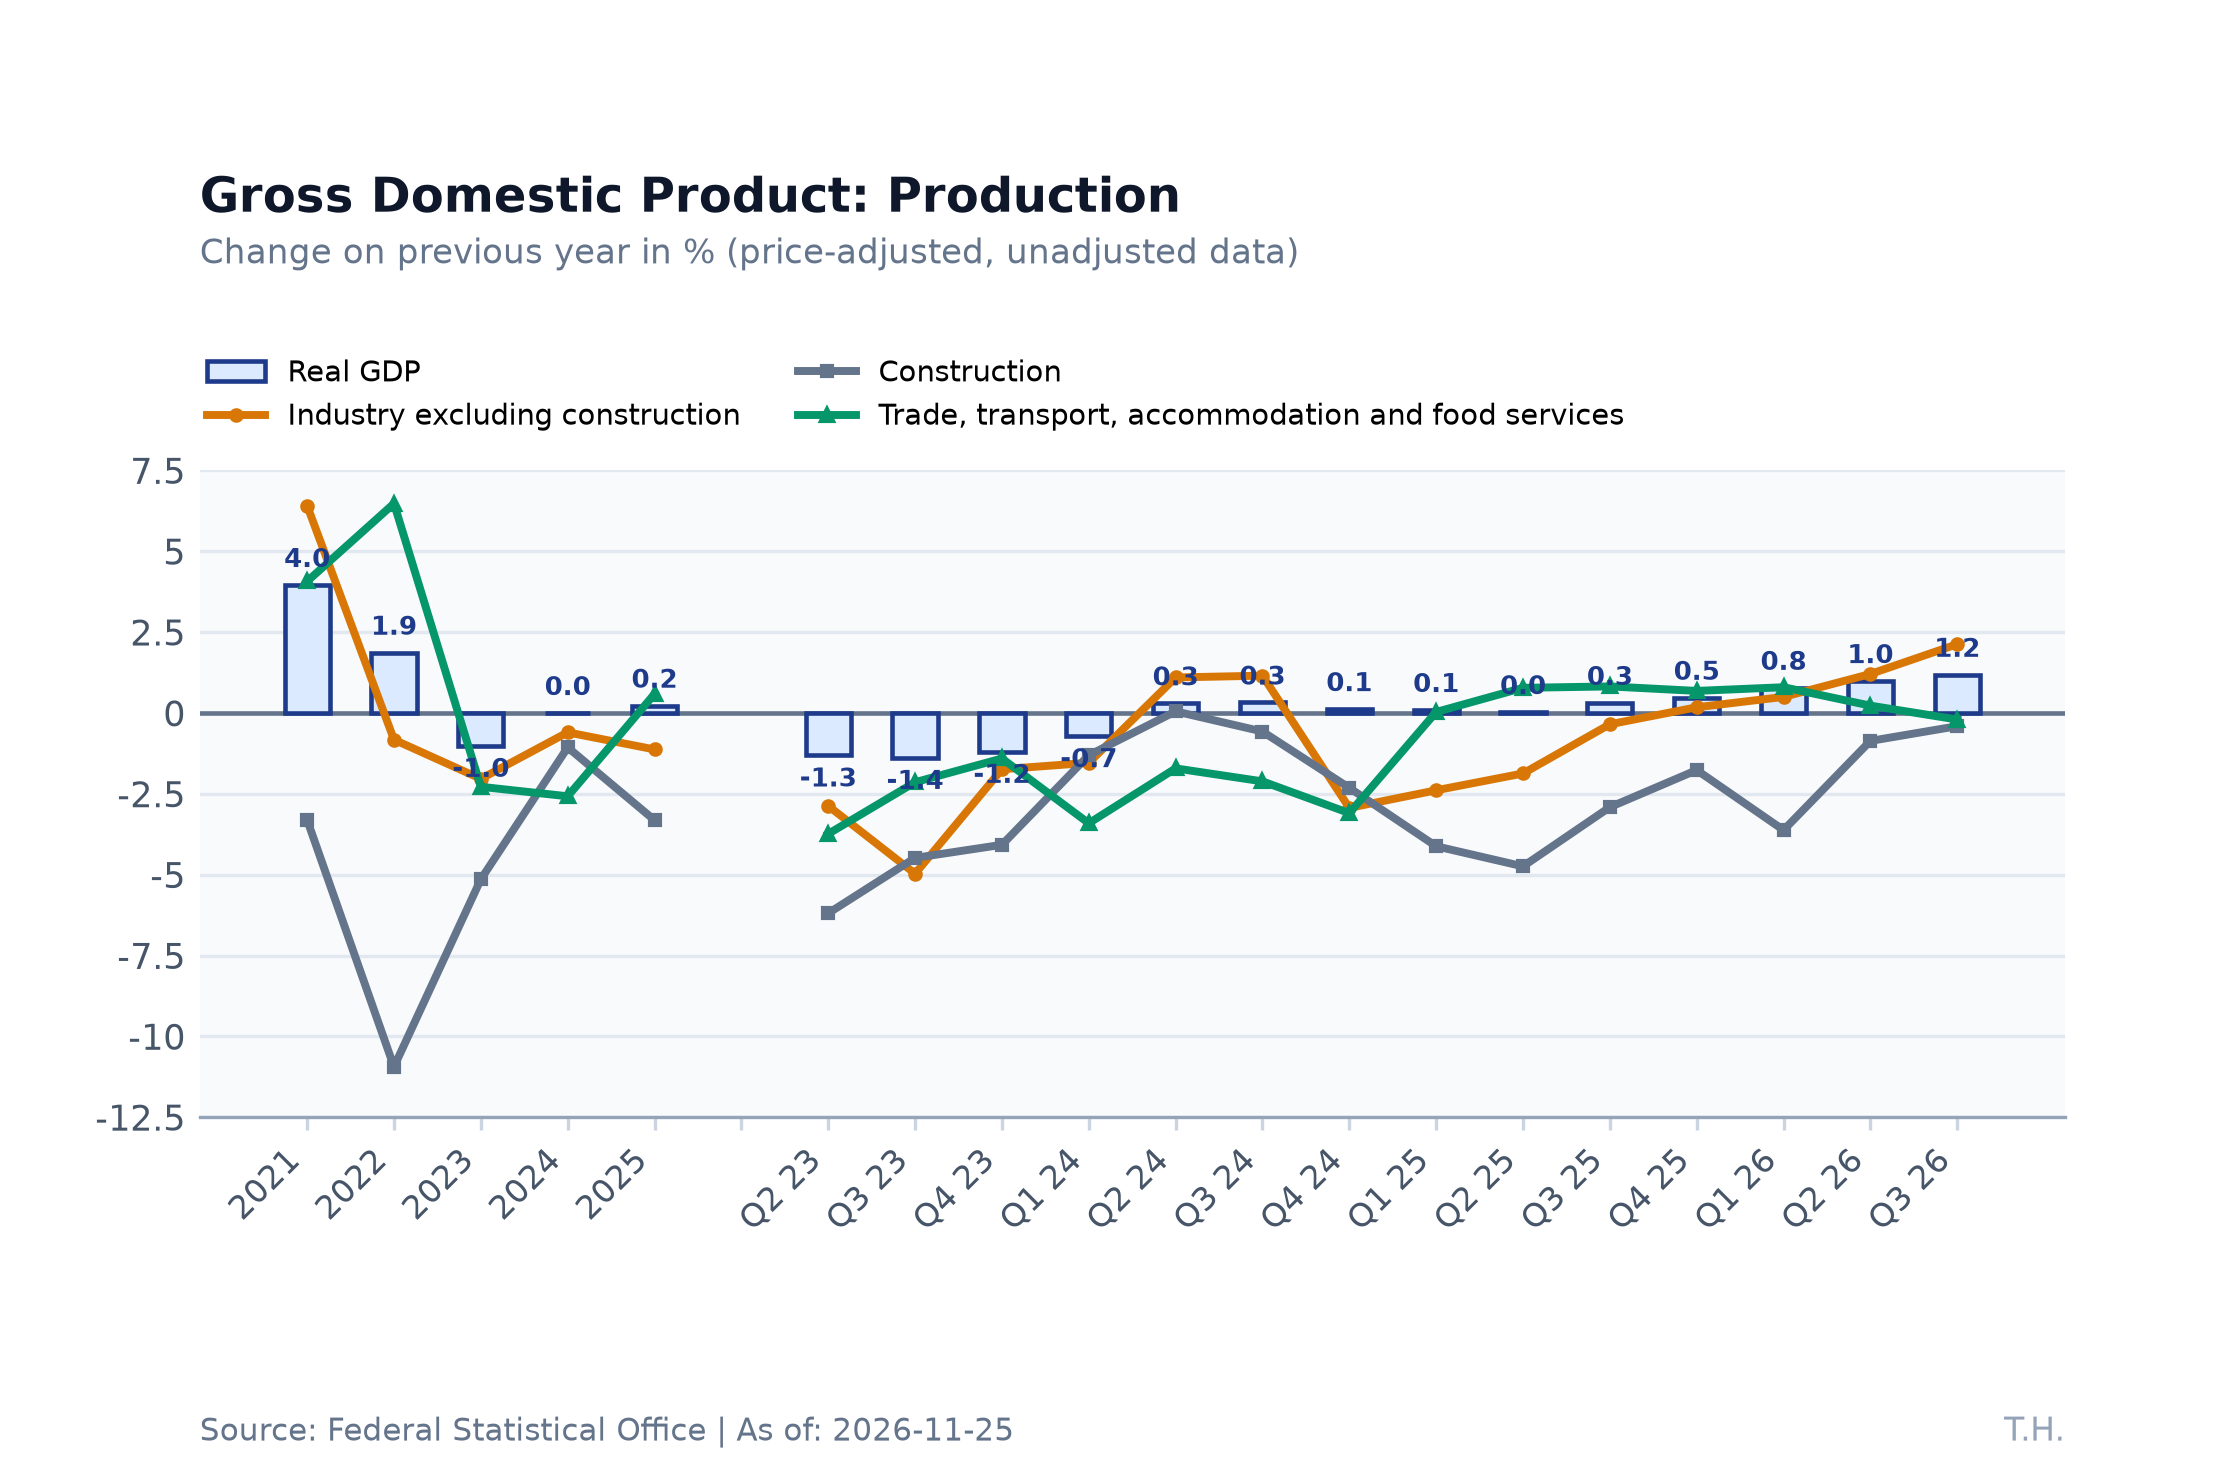 Gross Domestic Product: Production
Change on previous year in % (price-adjusted, unadjusted data)
Real GDP
Construction
Industry excluding construction
Trade, transport, accommodation and food services
7.5
5
2.5
0
-2.5
-5
-7.5
-10
-12.5
4.0
1.9
-1.0
0.0
0.2
-1.3
-1.4
-1.2
-0.7
0.3
0.3
0.1
0.1
0.0
0.3
0.5
0.8
1.0
1.2
2021
2022
2023
2024
2025
Q2 23
Q3 23
Q4 23
Q1 24
Q2 24
Q3 24
Q4 24
Q1 25
Q2 25
Q3 25
Q4 25
Q1 26
Q2 26
Q3 26
Source: Federal Statistical Office | As of: 2026-11-25
T.H.